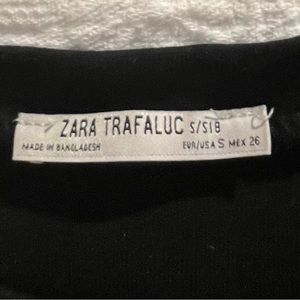 ZARA TRAFALUC S/S18
MADE IN BANGLADESH EUR/USA S MEX 26